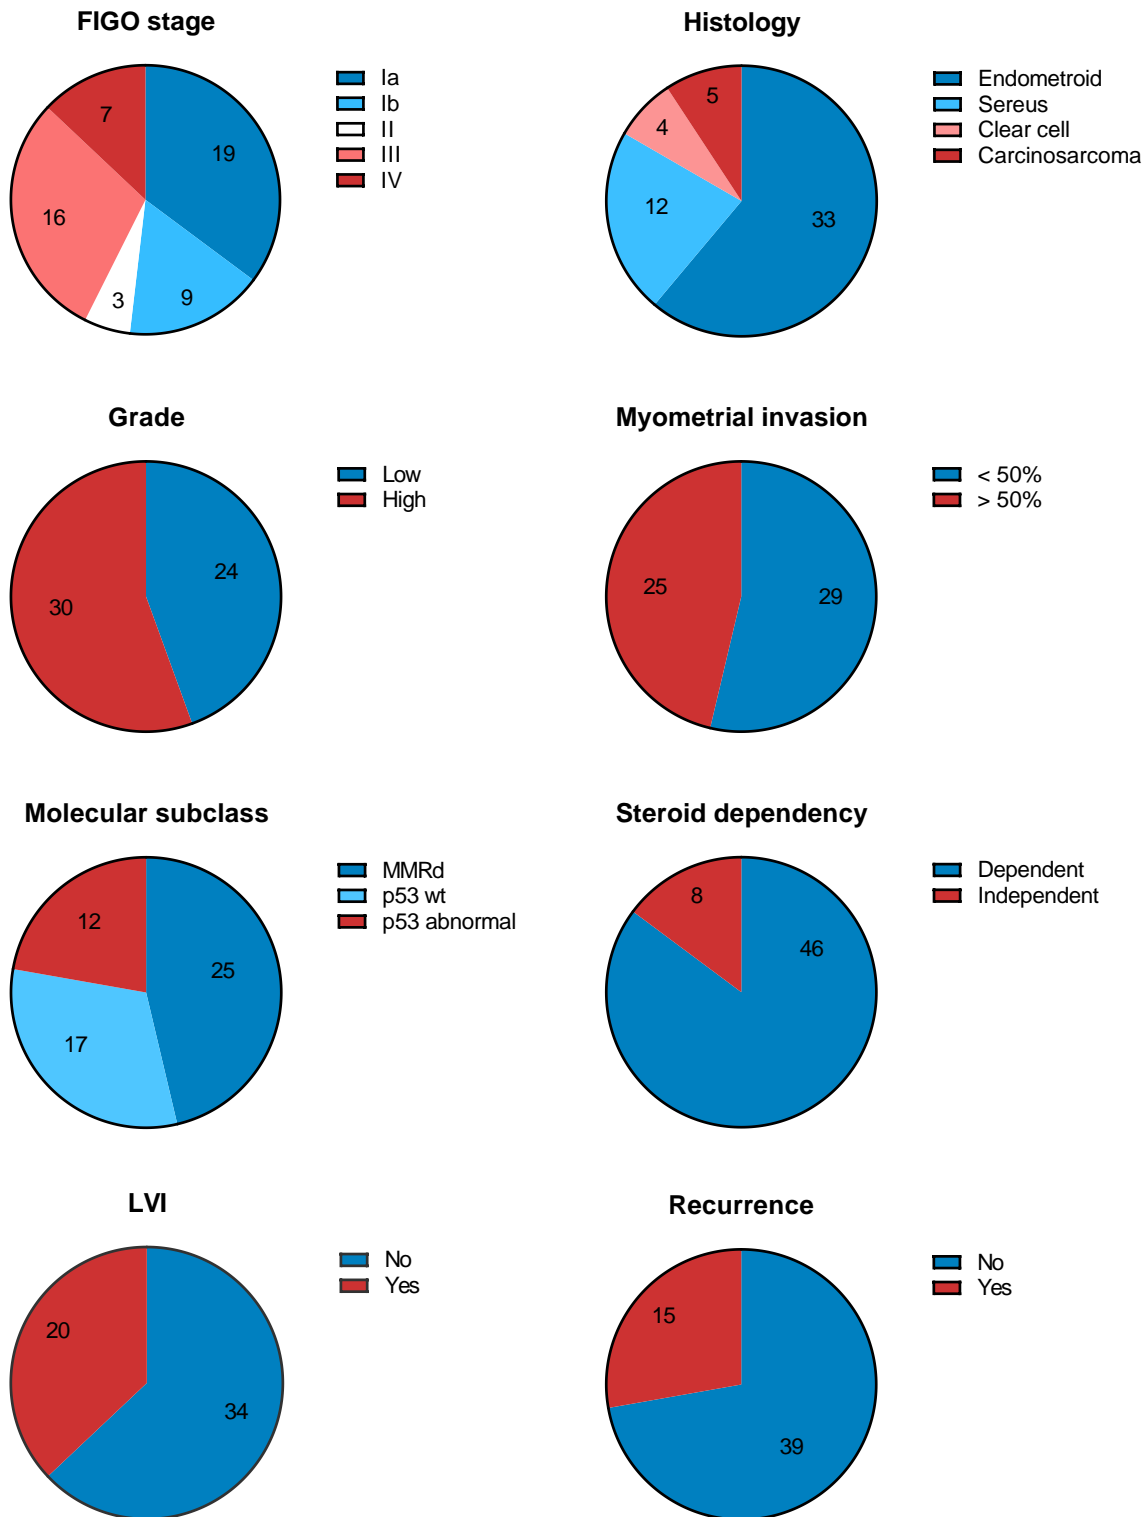 FIGO stage
Ia
Ib
II
III
IV
19
9
3
16
7
Histology
Endometroid
Sereus
Clear cell
Carcinosarcoma
33
12
4
5
Grade
Low
High
24
30
Myometrial invasion
< 50%
> 50%
29
25
Molecular subclass
MMRd
p53 wt
p53 abnormal
25
17
12
Steroid dependency
Dependent
Independent
46
8
LVI
No
Yes
34
20
Recurrence
No
Yes
39
15